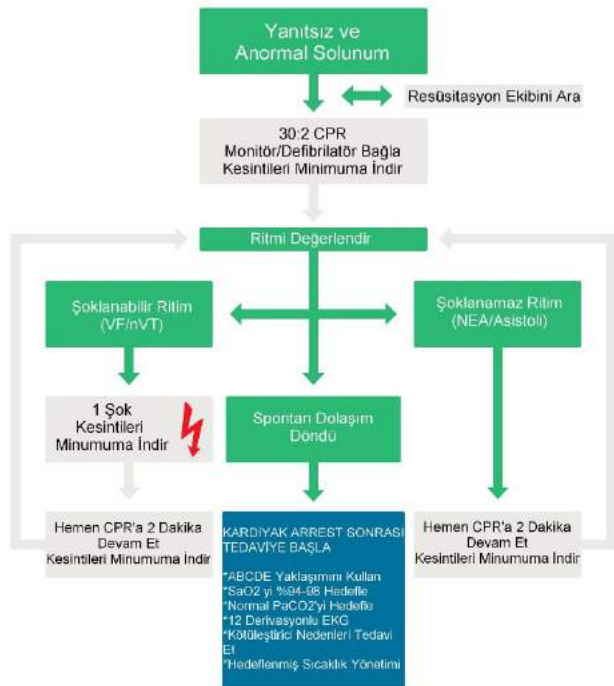 Yanıtsız ve
Anormal Solunum
Resüsitasyon Ekibini Ara
30:2 CPR
Monitör/Defibrilatör Bağla
Kesintileri Minimuma İndir
Ritmi Değerlendir
Şoklanabilir Ritim
(VF/nVT)
Şoklanamaz Ritim
(NEA/Asistoli)
1 Şok
Kesintileri
Minumuma İndir
Spontan Dolaşım
Döndü
Hemen CPR'a 2 Dakika
Devam Et
Kesintileri Minumuma İndir
KARDİYAK ARREST SONRASI
TEDAVİYE BAŞLA
*ABCDE Yaklaşımını Kullan
*SaO2 yi %94-98 Hedefle
*Normal PaCO2'yi Hedefle
*12 Derivasyonlu EKG
*Kötüleştirici Nedenleri Tedavi
Et
*Hedeflenmiş Sıcaklık Yönetimi
Hemen CPR'a 2 Dakika
Devam Et
Kesintileri Minumuma İndir